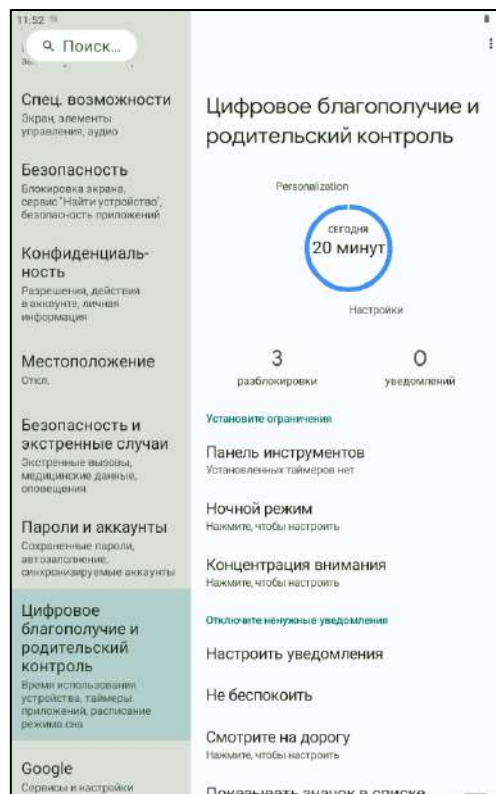 11:52
Поиск...
Спец. возможности
Экран, элементы
управления, аудио
Безопасность
Блокировка экрана,
сервис "Найти устройство",
безопасность приложений
Конфиденциаль-
ность
Разрешения, действия
в аккаунте, личная
информация
Местоположение
Откл.
Безопасность и
экстренные случаи
Экстренные вызовы,
медицинские данные,
оповещения
Пароли и аккаунты
Сохраненные пароли,
автозаполнение,
синхронизируемые аккаунты
Цифровое
благополучие и
родительский
контроль
Время использования
устройства, таймеры
приложений, расписание
режима сна
Google
Сервисы и настройки
Цифровое благополучие и
родительский контроль
Personalization
СЕГОДНЯ
20 минут
Настройки
3
разблокировки
0
уведомлений
Установите ограничения
Панель инструментов
Установленных таймеров нет
Ночной режим
Нажмите, чтобы настроить
Концентрация внимания
Нажмите, чтобы настроить
Отключите ненужные уведомления
Настроить уведомления
Не беспокоить
Смотрите на дорогу
Нажмите, чтобы настроить
Показывать значок в списке